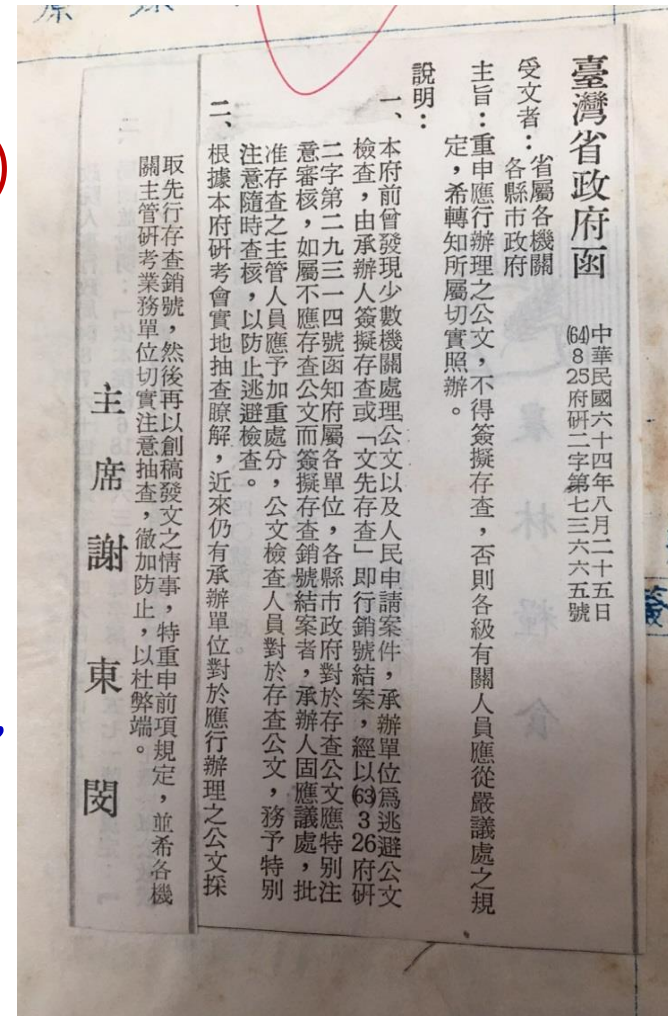 臺灣省政府函
中華民國六十四年八月二十五日
(64)8 25府研二字第七三六六五號
受文者：省屬各機關
各縣市政府
主旨：重申應行辦理之公文，不得簽擬存查，否則各級有關人員應從嚴議處之規
定，希轉知所屬切實照辦。
說明：
一、本府前曾發現少數機關處理公文以及人民申請案件，承辦單位爲逃避公文
檢查，由承辦人簽擬存查或「文先存查」即行銷號結案，經以(63)3 26府研
二字第二九三一四號函知府屬各單位，各縣市政府對於存查公文應特別注
意審核，如屬不應存查公文而簽擬存查銷號結案者，承辦人固應議處，批
准存查之主管人員應予加重處分，公文檢查人員對於存查公文，務予特別
注意隨時查核，以防止逃避檢查。
二、根據本府研考會實地抽查瞭解，近來仍有承辦單位對於應行辦理之公文採
取先行存查銷號，然後再以創稿發文之情事，特重申前項規定，並希各機
關主管研考業務單位切實注意抽查，徹加防止，以杜弊端。
主席謝東閔